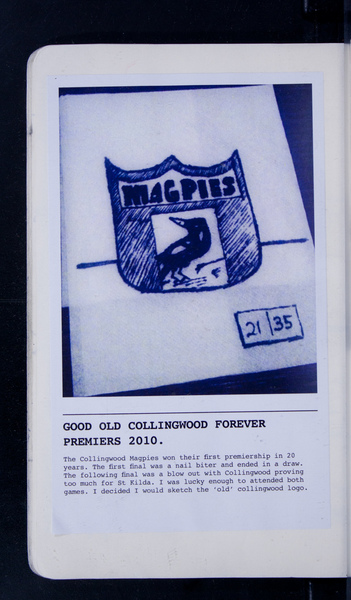 MAGPIES
21 35
GOOD OLD COLLINGWOOD FOREVER
PREMIERS 2010.
The Collingwood Magpies won their first premiership in 20
years. The first final was a nail biter and ended in a draw.
The following final was a blow out with Collingwood proving
too much for St Kilda. I was lucky enough to attended both
games. I decided I would sketch the 'old' collingwood logo.